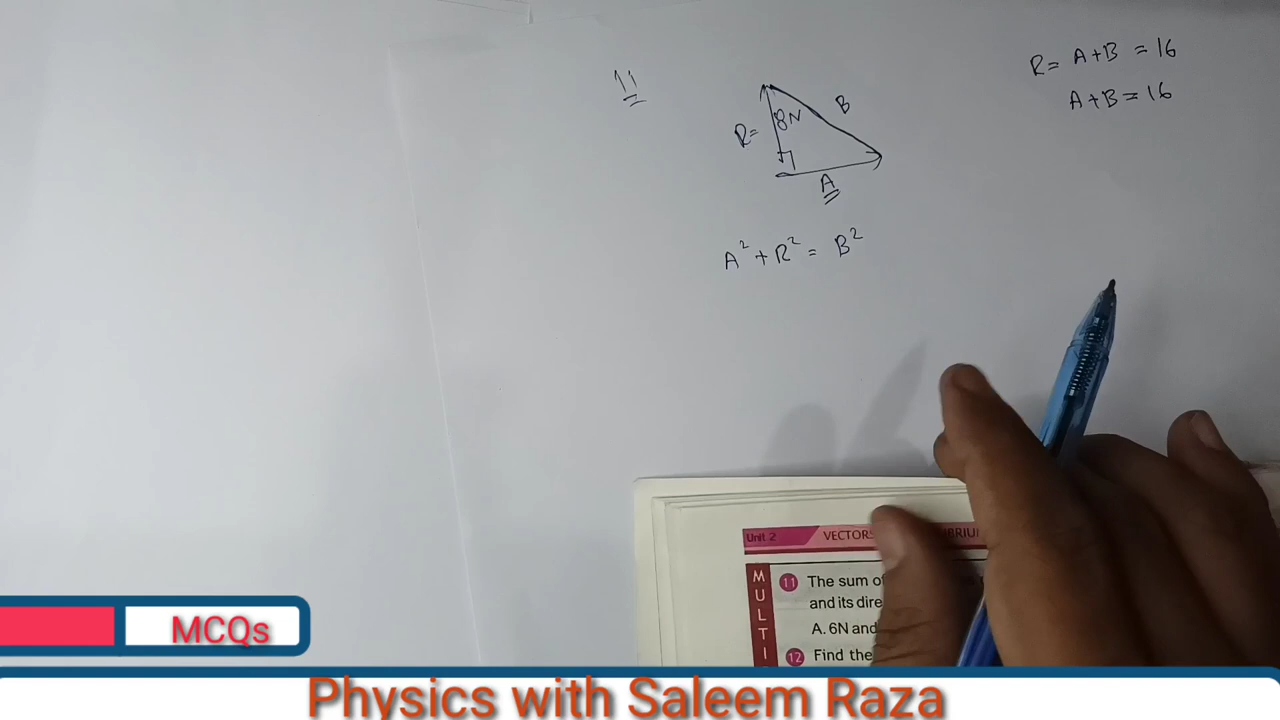 11
R = A + B = 16
A + B = 16
B
R = 8N
A
A² + R² = B²
Unit 2 VECTORS
MULTI
11 The sum of
and its dire
A. 6N and
12 Find the
MCQs
Physics with Saleem Raza